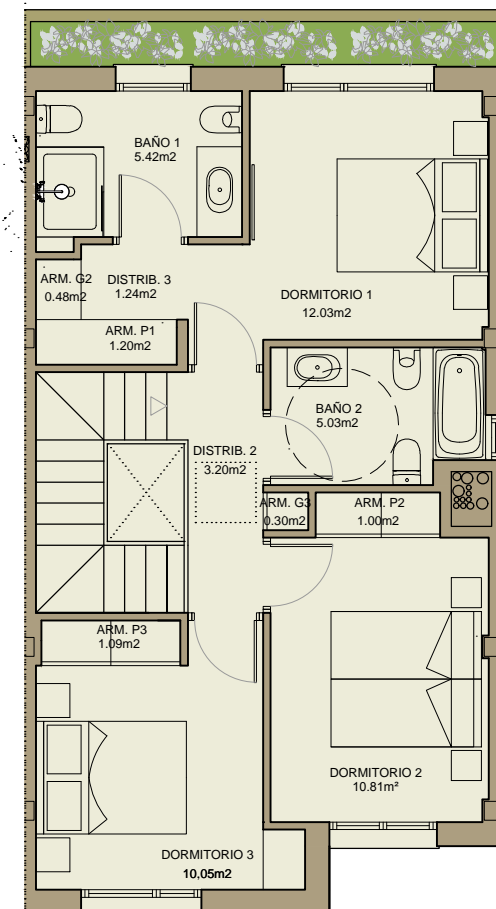 BAÑO 1
5.42m2
ARM. G2
0.48m2
DISTRIB. 3
1.24m2
DORMITORIO 1
12.03m2
ARM. P1
1.20m2
BAÑO 2
5.03m2
DISTRIB. 2
3.20m2
ARM. G3
0.30m2
ARM. P2
1.00m2
ARM. P3
1.09m2
DORMITORIO 2
10.81m²
DORMITORIO 3
10,05m2